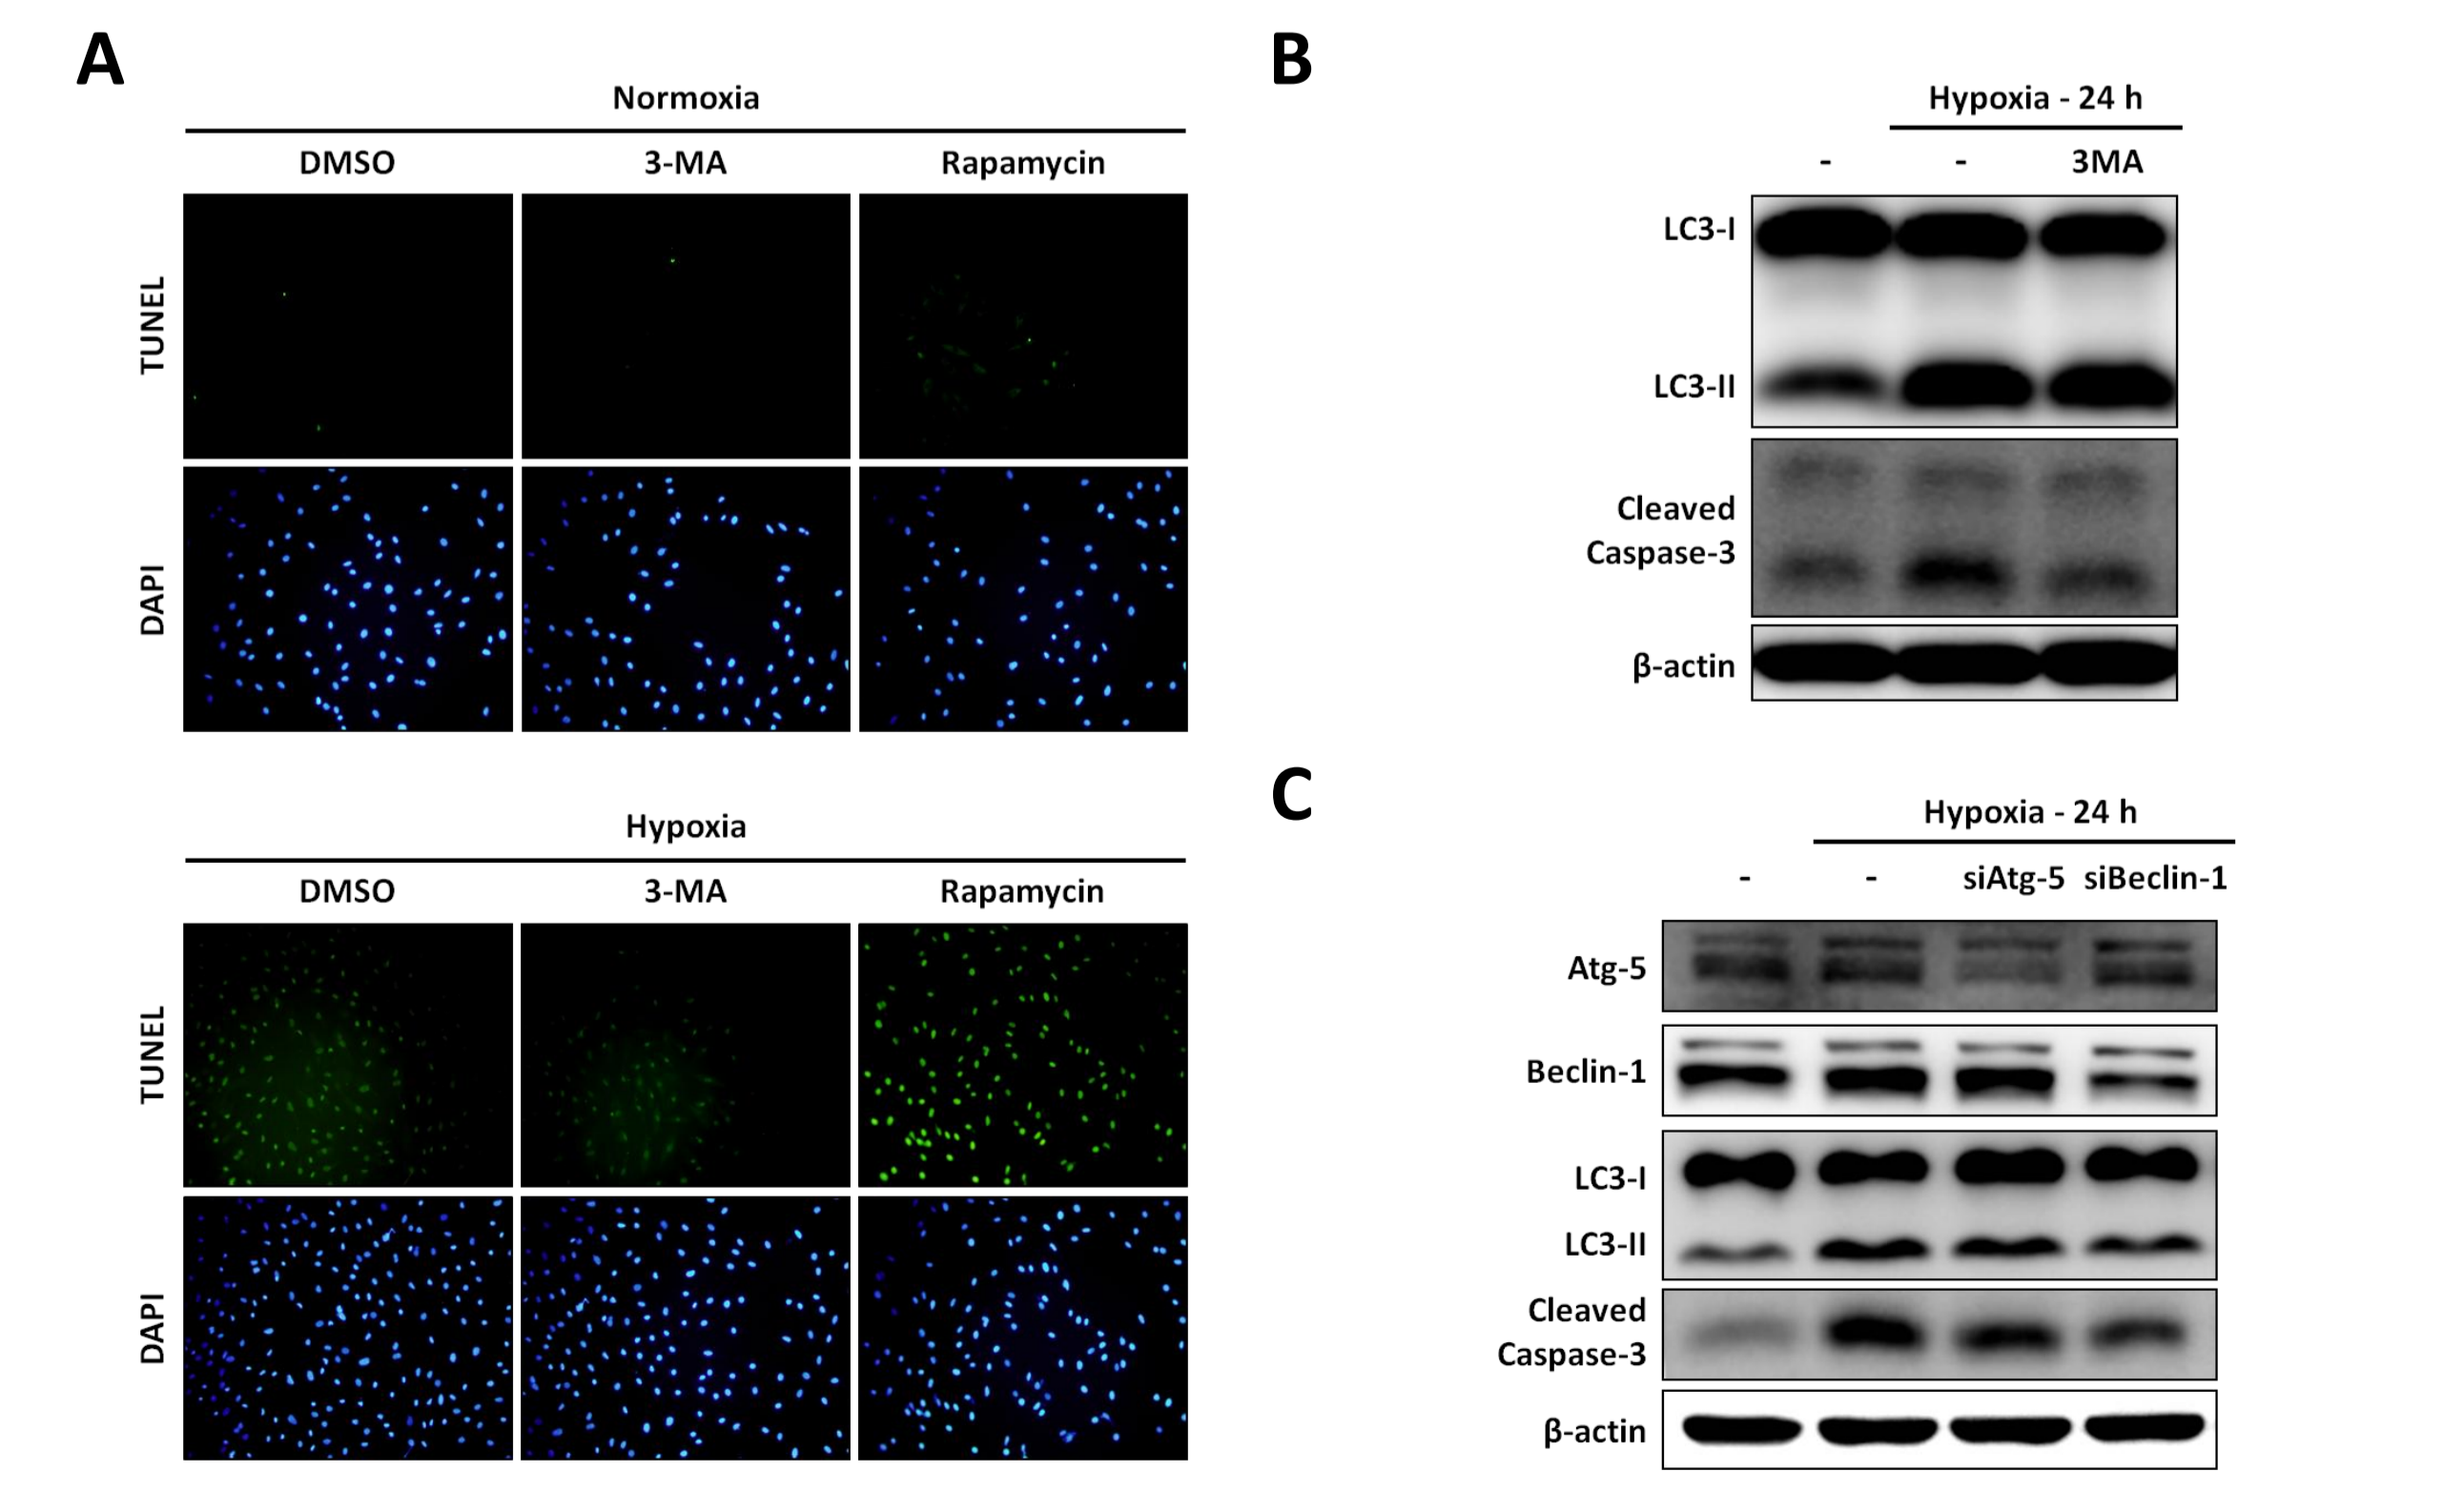 A
Normoxia
DMSO 3-MA Rapamycin
TUNEL
DAPI
Hypoxia
DMSO 3-MA Rapamycin
TUNEL
DAPI
B
Hypoxia - 24 h
- - 3MA
LC3-I
LC3-II
Cleaved
Caspase-3
β-actin
C
Hypoxia - 24 h
- - siAtg-5 siBeclin-1
Atg-5
Beclin-1
LC3-I
LC3-II
Cleaved
Caspase-3
β-actin